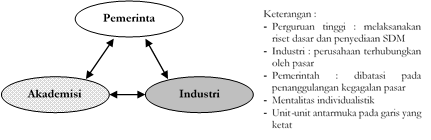 Pemerinta
Akademisi
Industri
Keterangan :
- Perguruan tinggi : melaksanakan
riset dasar dan penyediaan SDM
- Industri : perusahaan terhubungkan
oleh pasar
- Pemerintah : dibatasi pada
penanggulangan kegagalan pasar
- Mentalitas individualistik
- Unit-unit antarmuka pada garis yang
ketat